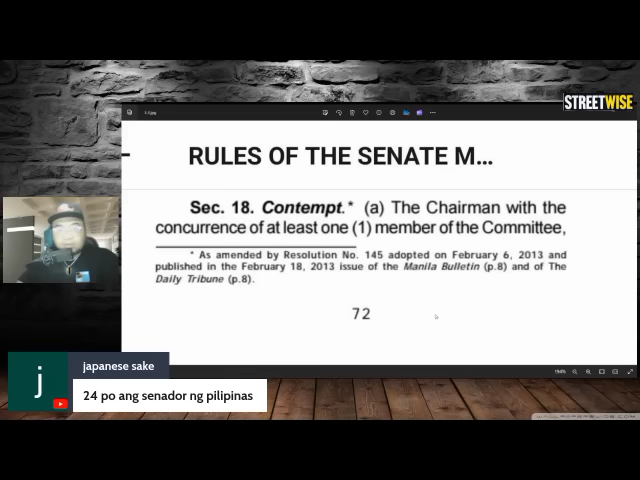 STREETWISE
RULES OF THE SENATE M...
Sec. 18. Contempt.* (a) The Chairman with the
concurrence of at least one (1) member of the Committee,
* As amended by Resolution No. 145 adopted on February 6, 2013 and
published in the February 18, 2013 issue of the Manila Bulletin (p.8) and of The
Daily Tribune (p.8).
72
194%
j
japanese sake
24 po ang senador ng pilipinas